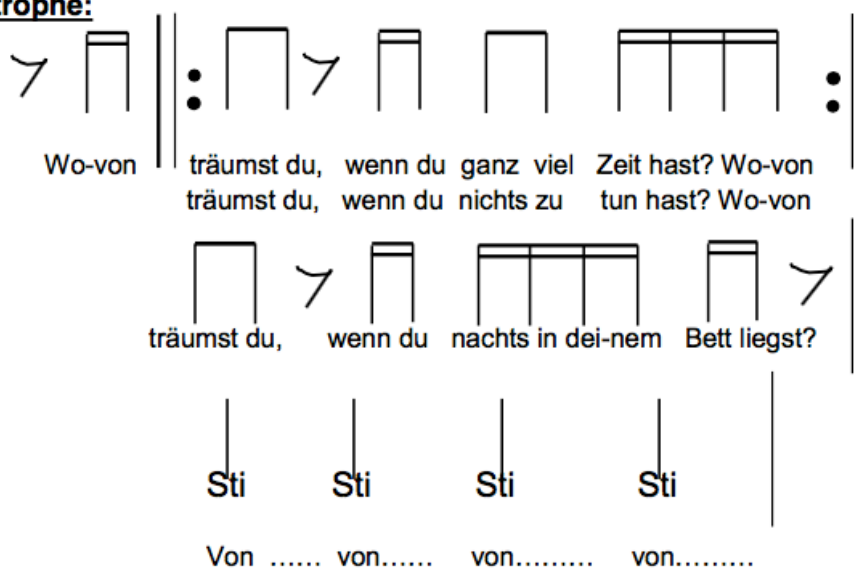 trophe:
Wo-von träumst du, wenn du ganz viel Zeit hast? Wo-von
träumst du, wenn du nichts zu tun hast? Wo-von
träumst du, wenn du nachts in dei-nem Bett liegst?
Sti Sti Sti Sti
Von ...... von...... von......... von.........